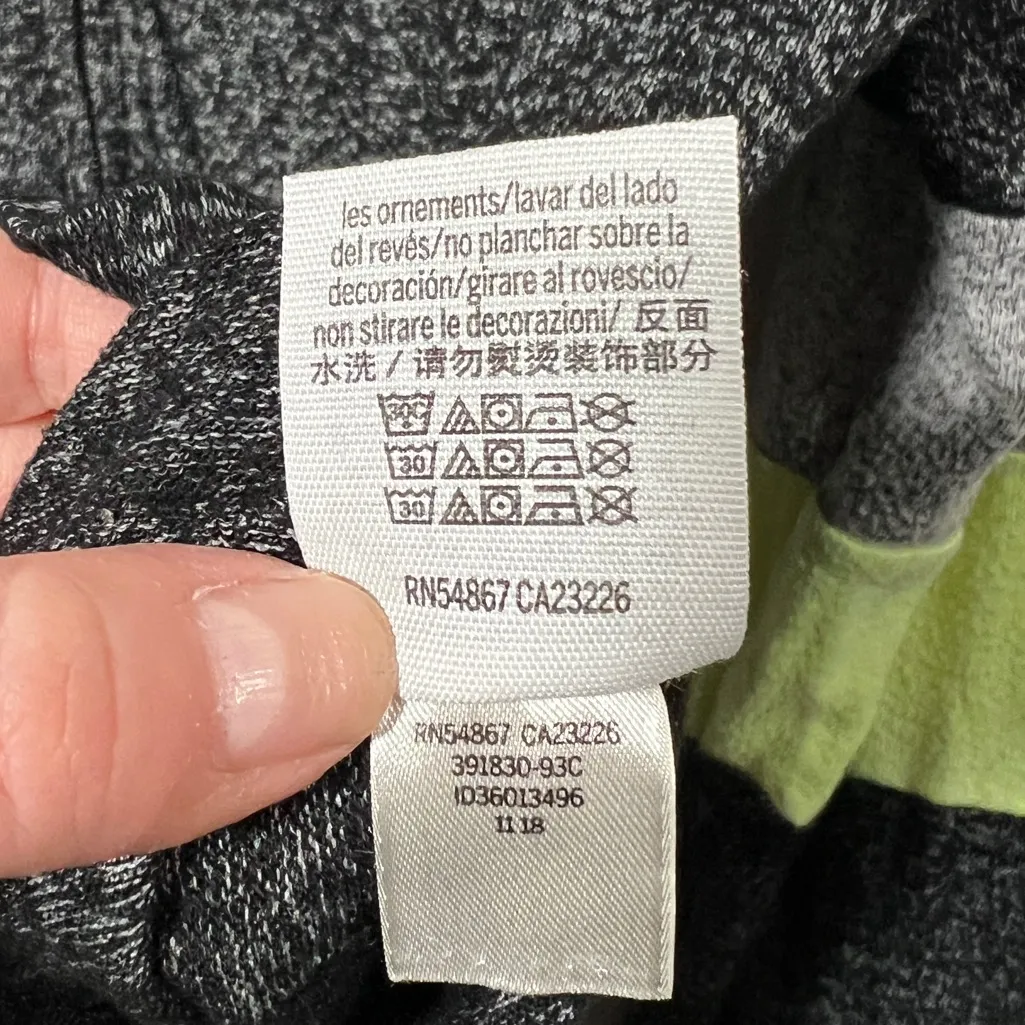 les ornements/lavar del lado
del revés/no planchar sobre la
decoración/girare al rovescio/
non stirare le decorazioni/ 反面
水洗 / 请勿熨烫装饰部分
30C
30
30
RN54867 CA23226
RN54867 CA23226
391830-93C
ID36013496
11 18